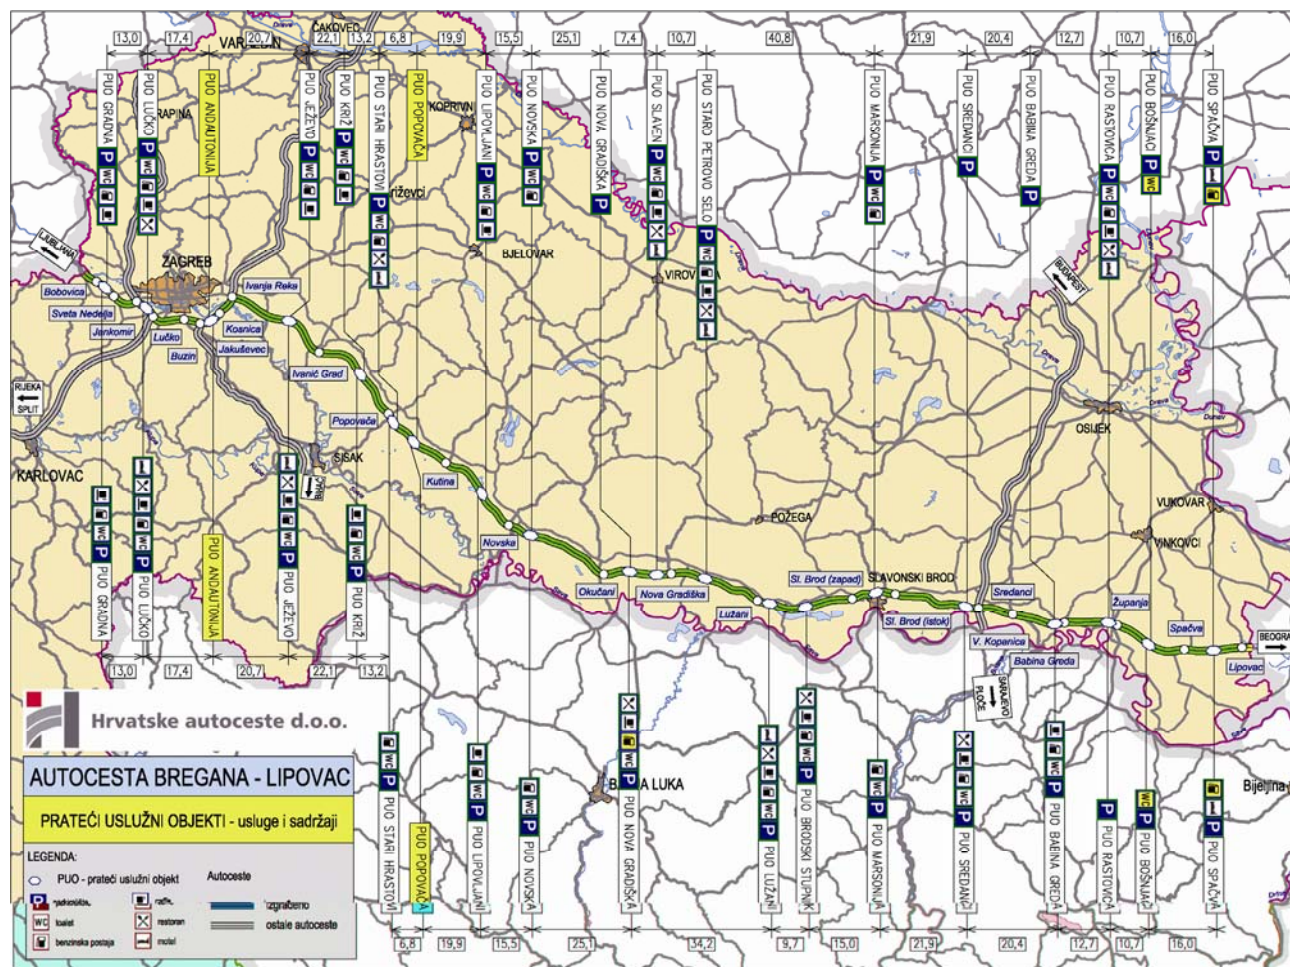 13,0 17,4 20,7 22,1 13,2 6,8 19,9 15,5 25,1 7,4 10,7 40,8 21,9 20,4 12,7 10,7 16,0
ČAKOVEC
PUO GRADNA
PUO LUČKO
PUO ANDAUTONIJA
PUO JEŽEVO
PUO KRIŽ
PUO STARI HRASTOVI
PUO POPOVAČA
PUO LIPOVLJANI
PUO NOVSKA
PUO NOVA GRADIŠKA
PUO SLAVEN
PUO STARO PETROVO SELO
PUO MARSONIJA
PUO SREDANCI
PUO BABINA GREDA
PUO RASTOVICA
PUO BOŠNJACI
PUO SPAČVA
LJUBLJANA
ZAGREB
BJELOVAR
BUDAPEST
Bobovica
Sveta Nedelja
Jankomir
Lučko
Buzin
Jakuševec
Kosnica
Ivanja Reka
Ivanić Grad
Popovača
Kutina
Novska
Okučani
Nova Gradiška
Lužani
Sl. Brod (zapad)
SLAVONSKI BROD
Sl. Brod (istok)
Sredanci
V. Kopanica
Babina Greda
Županja
Spačva
Lipovac
RIJEKA
SPLIT
KARLOVAC
SISAK
BIHAĆ
POŽEGA
OSIJEK
VUKOVAR
VINKOVCI
SARAJEVO
PLOČE
PUO GRADNA
PUO LUČKO
PUO ANDAUTONIJA
PUO JEŽEVO
PUO KRIŽ
13,0 17,4 20,7 22,1 13,2
Hrvatske autoceste d.o.o.
AUTOCESTA BREGANA - LIPOVAC
PRATEĆI USLUŽNI OBJEKTI - usluge i sadržaji
LEGENDA:
PUO - prateći uslužni objekt
Autoceste
P
WC toalet
restoran
benzinska postaja
motel
izgrađeno
ostale autoceste
PUO STARI HRASTOVI
PUO POPOVAČA
PUO LIPOVLJANI
PUO NOVSKA
PUO NOVA GRADIŠKA
PUO LUŽANI
PUO BRODSKI STUPNIK
PUO MARSONIJA
PUO SREDANCI
PUO BABINA GREDA
PUO RASTOVICA
PUO BOŠNJACI
PUO SPAČVA
Bijeljina
6,8 19,9 15,5 25,1 34,2 9,7 15,0 21,9 20,4 12,7 10,7 16,0